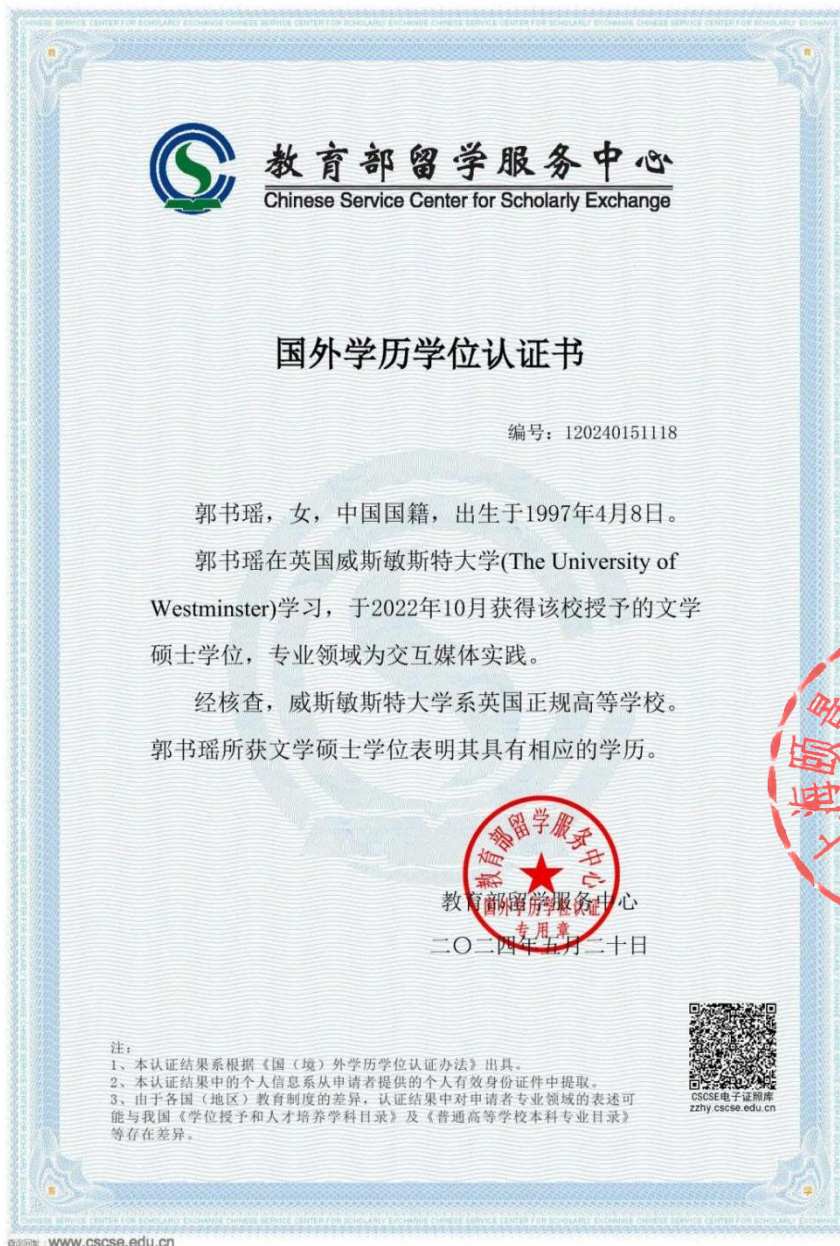 教育部留学服务中心
Chinese Service Center for Scholarly Exchange
国外学历学位认证书
编号：120240151118
郭书瑶，女，中国国籍，出生于1997年4月8日。
郭书瑶在英国威斯敏斯特大学(The University of
Westminster)学习，于2022年10月获得该校授予的文学
硕士学位，专业领域为交互媒体实践。
经核查，威斯敏斯特大学系英国正规高等学校。
郭书瑶所获文学硕士学位表明其具有相应的学历。
教育部留学服务中心
国外学历学位认证
专用章
教育部留学服务中心
二〇二四年五月二十日
注：
1、本认证结果系根据《国（境）外学历学位认证办法》出具。
2、本认证结果中的个人信息系从申请者提供的个人有效身份证件中提取。
3、由于各国（地区）教育制度的差异，认证结果中对申请者专业领域的表述可
能与我国《学位授予和人才培养学科目录》及《普通高等学校本科专业目录》
等存在差异。
CSCSE电子证照库
zzhy.cscse.edu.cn
www.cscse.edu.cn